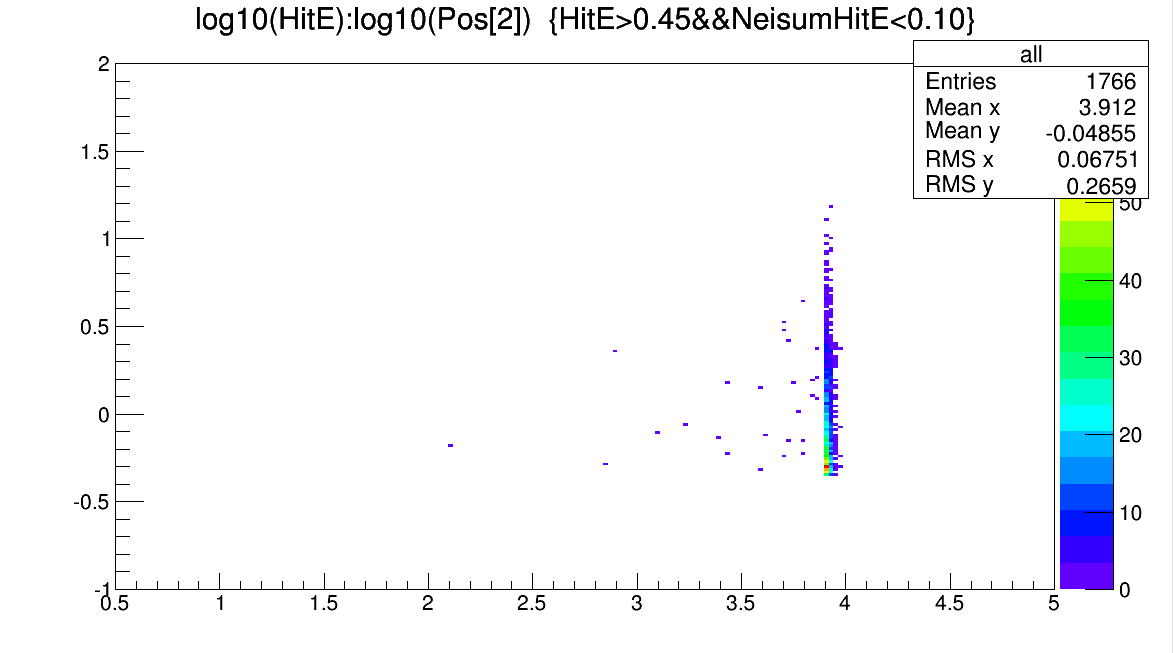 log10(HitE):log10(Pos[2]) {HitE>0.45&&NeisumHitE<0.10}
all
Entries 1766
Mean x 3.912
Mean y -0.04855
RMS x 0.06751
RMS y 0.2659
2
1.5
1
0.5
0
-0.5
-1
0.5 1 1.5 2 2.5 3 3.5 4 4.5 5
50
40
30
20
10
0